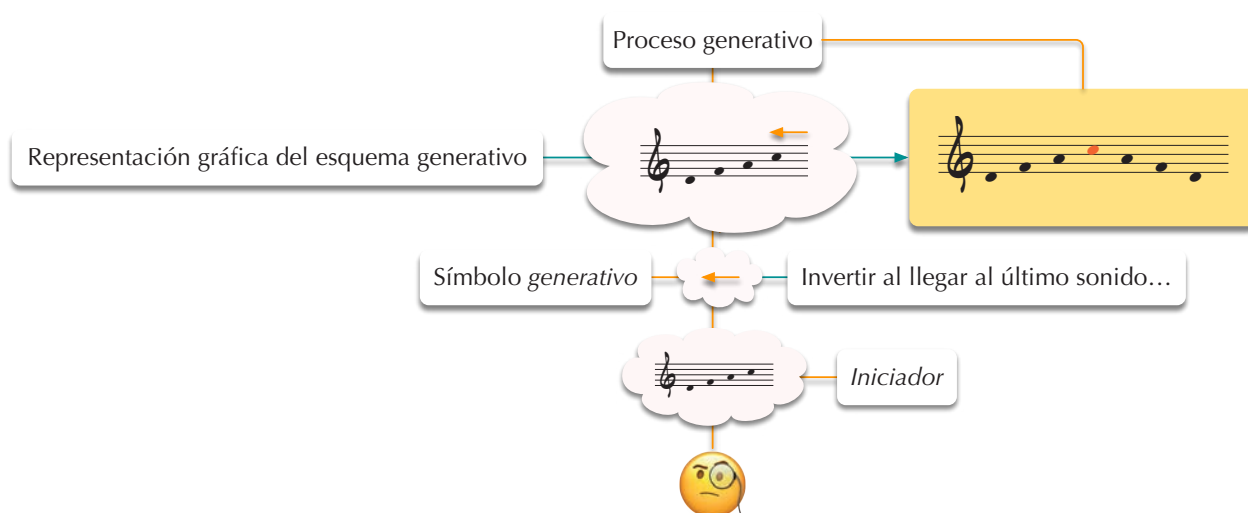 Proceso generativo
Representación gráfica del esquema generativo
Símbolo generativo
Invertir al llegar al último sonido…
Iniciador